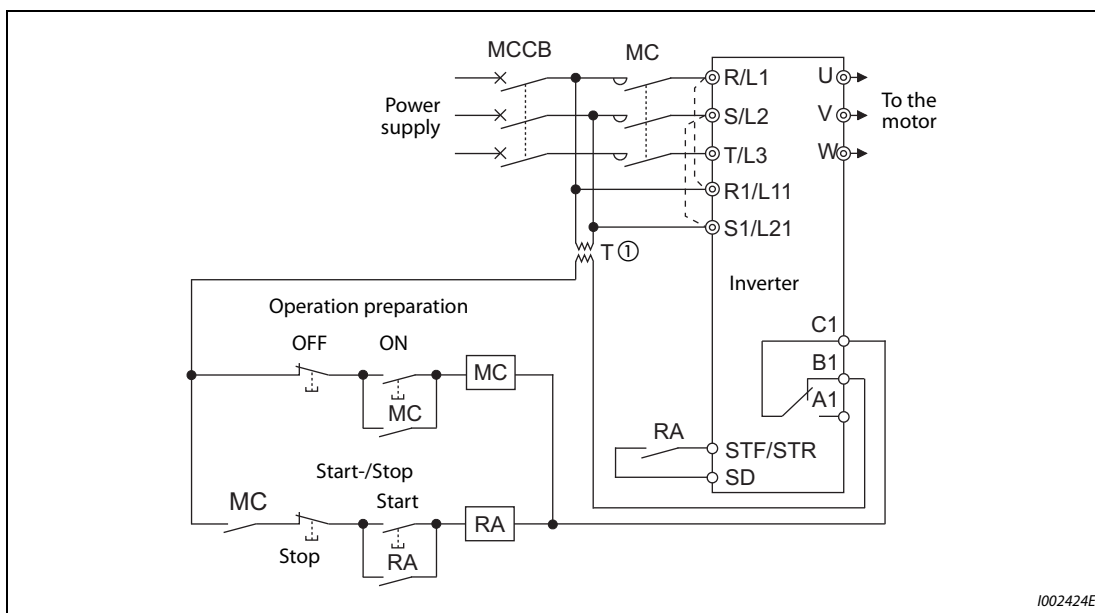 MCCB
MC
R/L1
U
Power
supply
S/L2
V
To the
motor
T/L3
W
R1/L11
S1/L21
T ①
Inverter
Operation preparation
OFF
ON
MC
MC
C1
B1
A1
RA
STF/STR
SD
Start-/Stop
MC
Start
Stop
RA
RA
I002424E